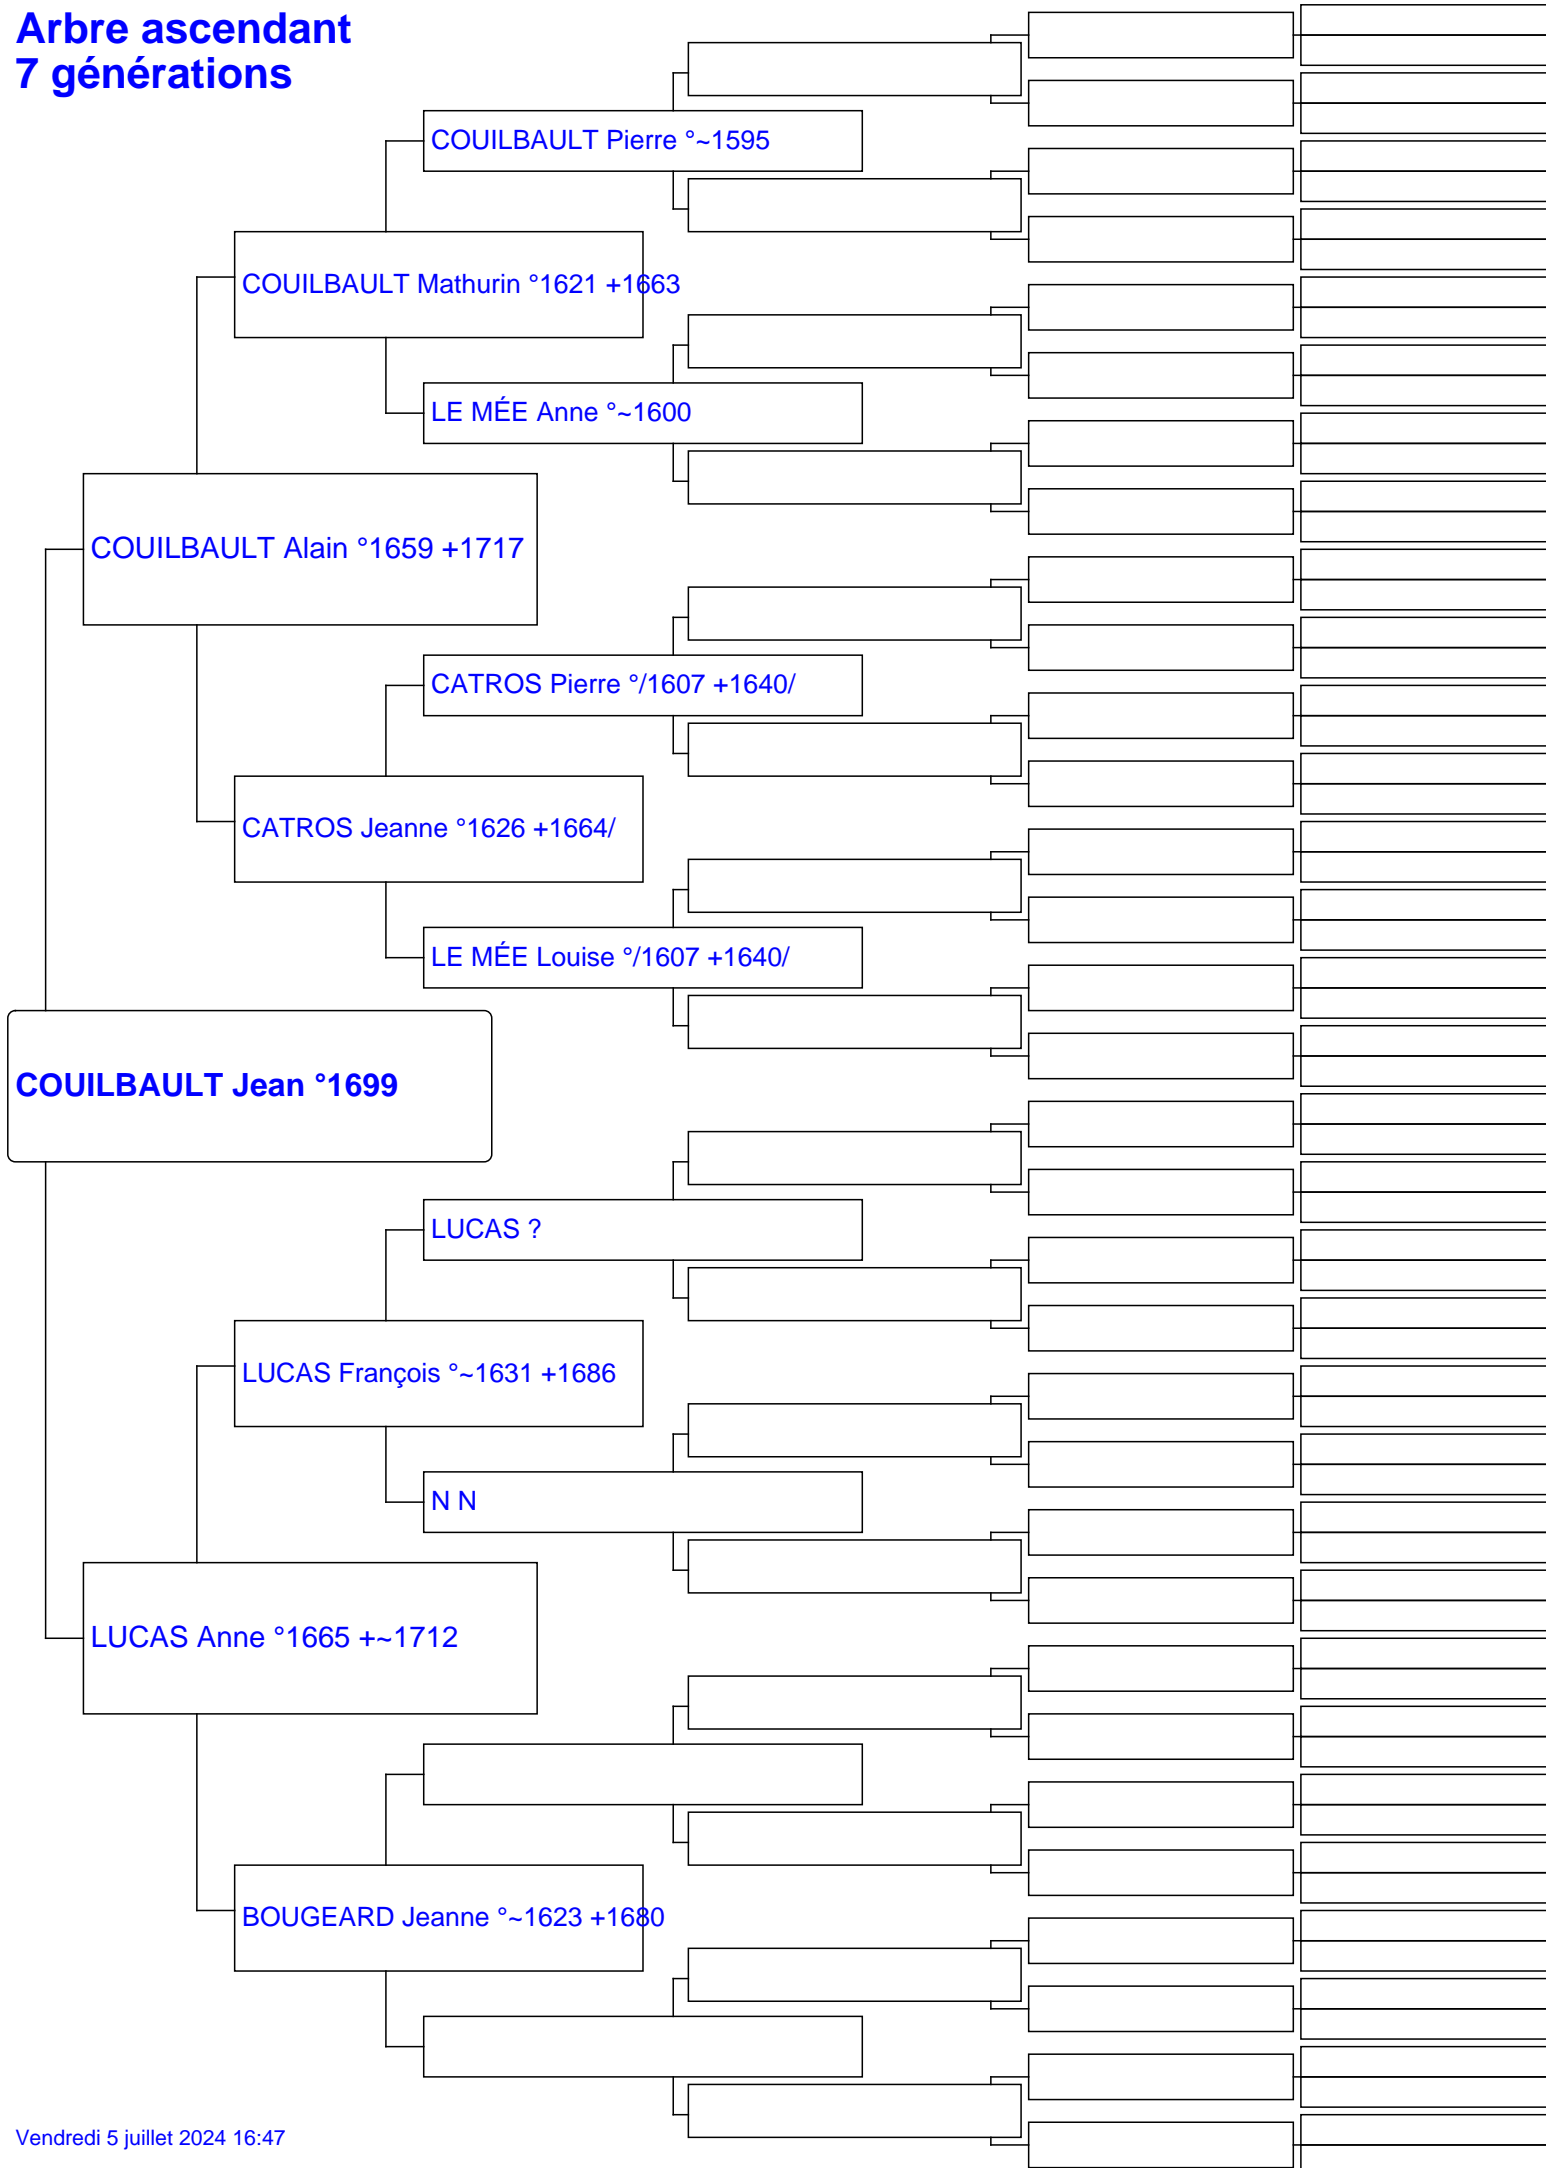 Arbre ascendant
7 générations
COUILBAULT Pierre °~1595
COUILBAULT Mathurin °1621 +1663
LE MÉE Anne °~1600
COUILBAULT Alain °1659 +1717
CATROS Pierre °/1607 +1640/
CATROS Jeanne °1626 +1664/
LE MÉE Louise °/1607 +1640/
COUILBAULT Jean °1699
LUCAS ?
LUCAS François °~1631 +1686
N N
LUCAS Anne °1665 +~1712
BOUGEARD Jeanne °~1623 +1680
Vendredi 5 juillet 2024 16:47